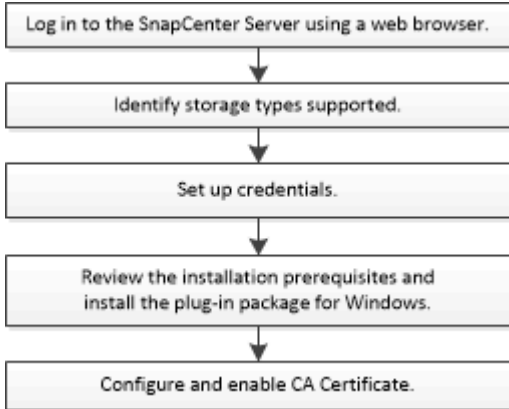 Log in to the SnapCenter Server using a web browser.
Identify storage types supported.
Set up credentials.
Review the installation prerequisites and
install the plug-in package for Windows.
Configure and enable CA Certificate.